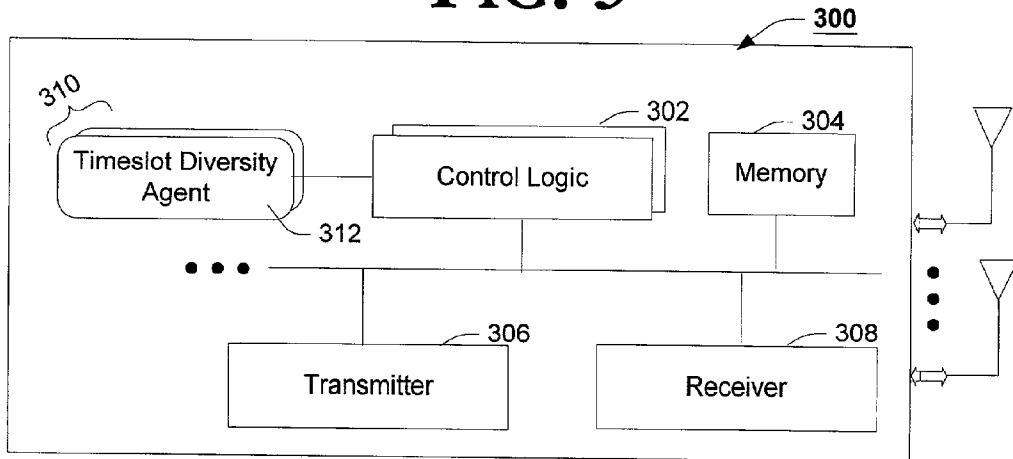 300
310
302
304
Timeslot Diversity
Agent
Control Logic
Memory
312
306
308
Transmitter
Receiver